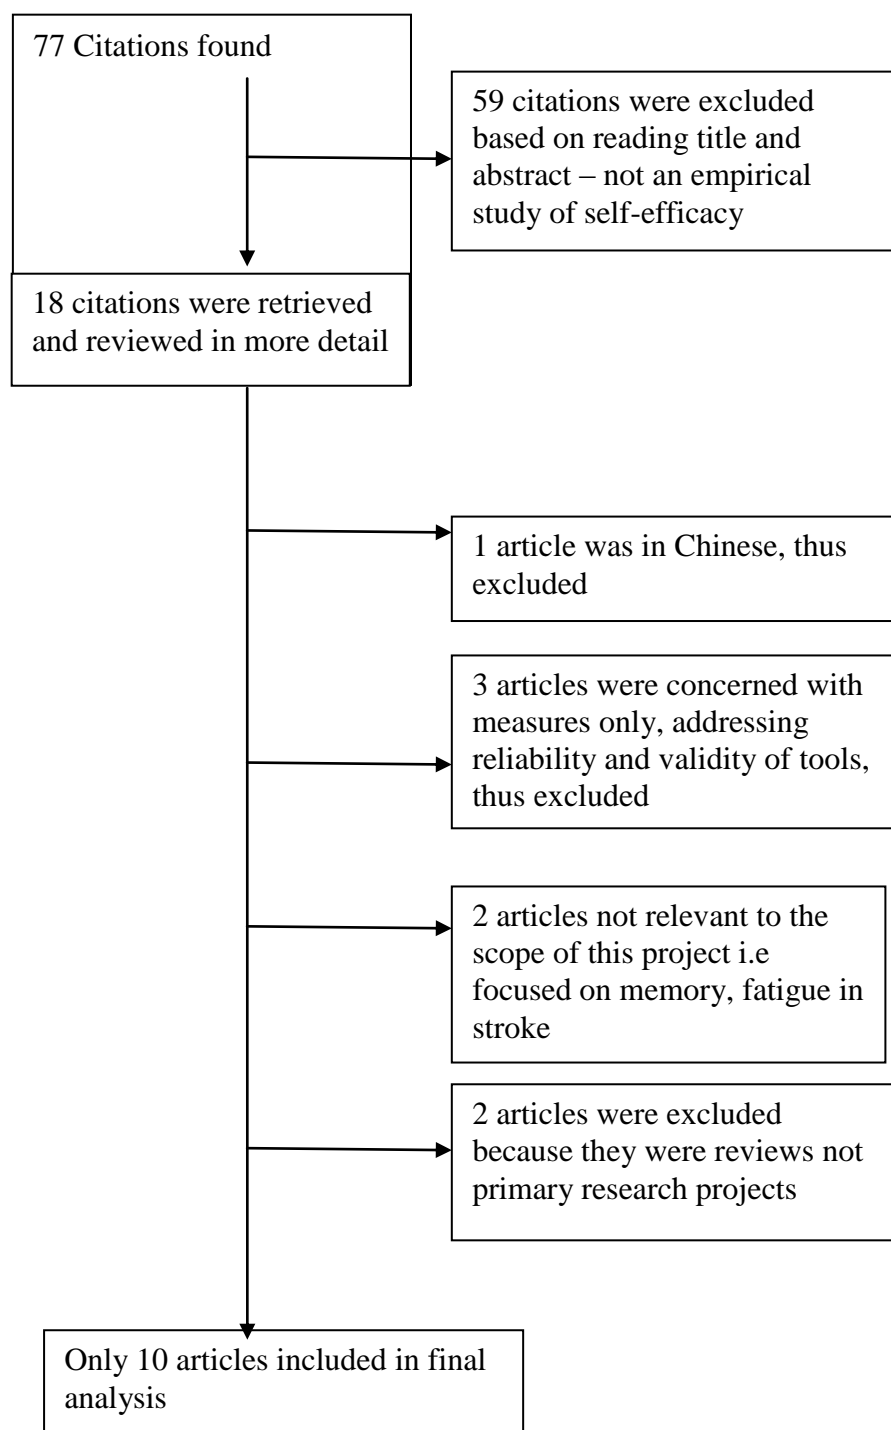 77 Citations found
59 citations were excluded
based on reading title and
abstract – not an empirical
study of self-efficacy
18 citations were retrieved
and reviewed in more detail
1 article was in Chinese, thus
excluded
3 articles were concerned with
measures only, addressing
reliability and validity of tools,
thus excluded
2 articles not relevant to the
scope of this project i.e
focused on memory, fatigue in
stroke
2 articles were excluded
because they were reviews not
primary research projects
Only 10 articles included in final
analysis